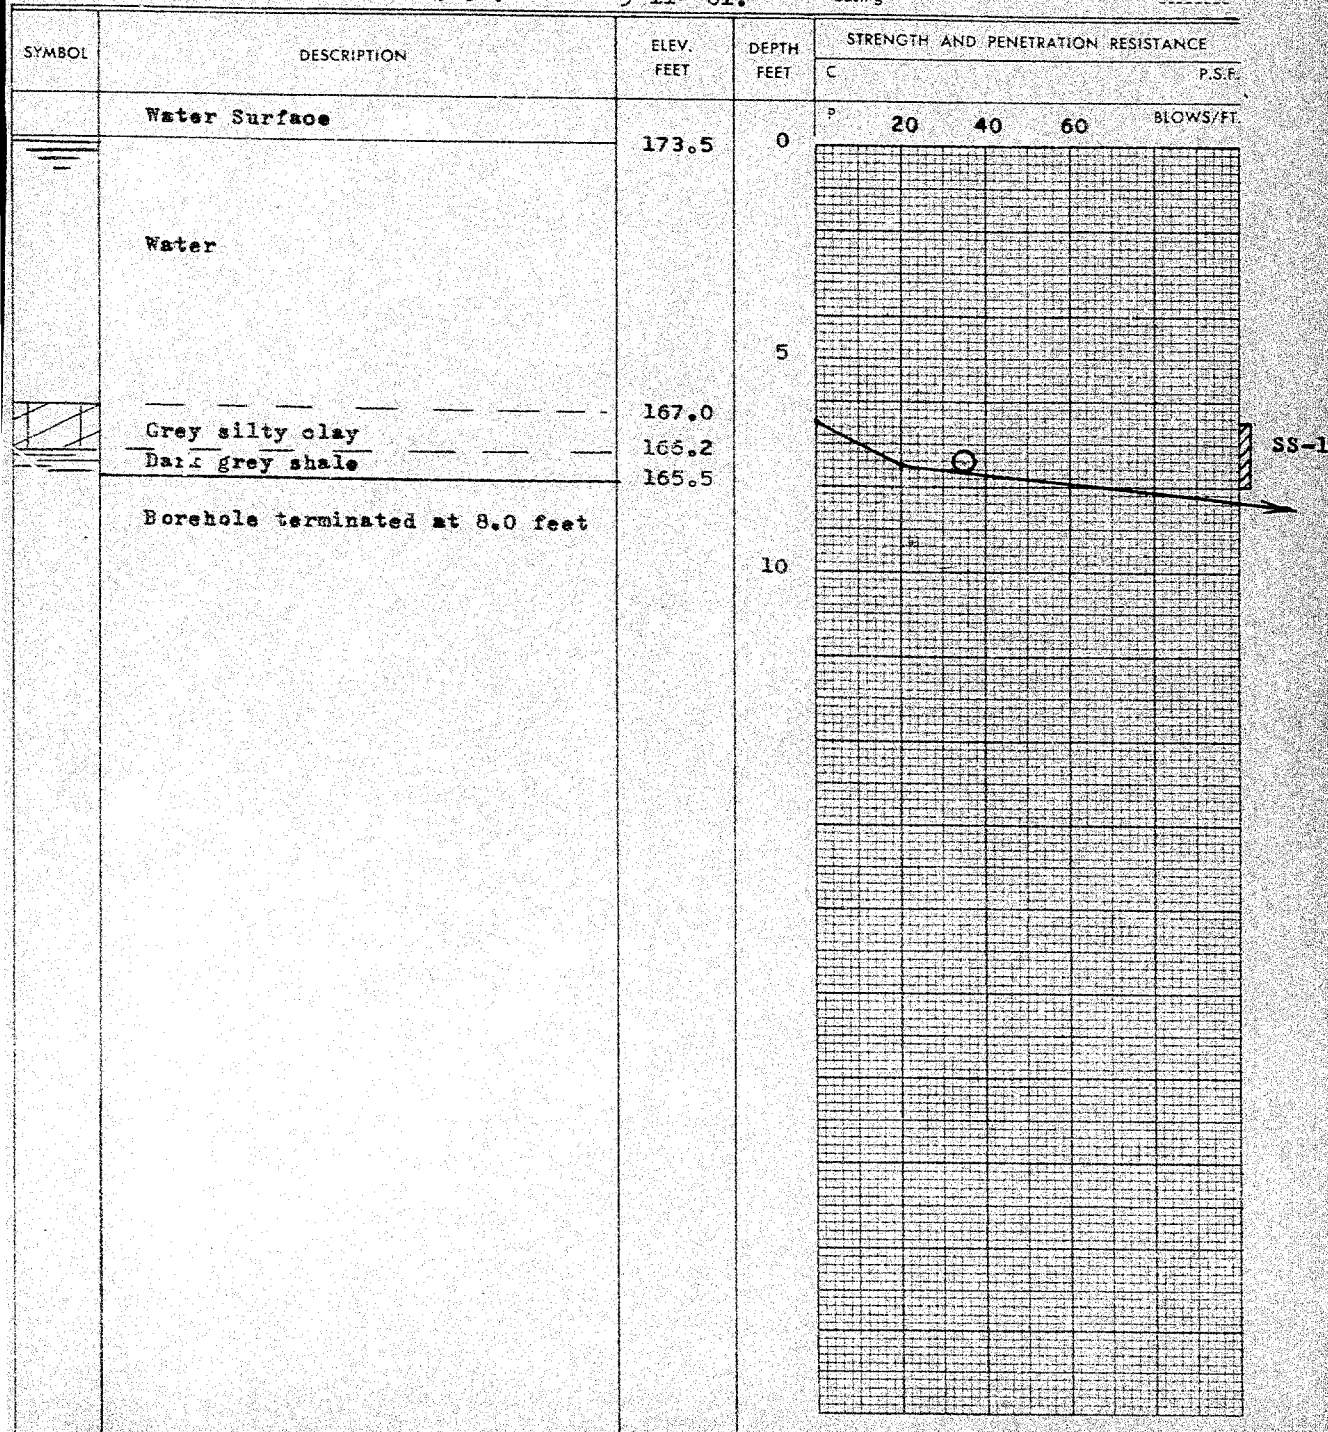 SYMBOL
DESCRIPTION
ELEV. FEET
DEPTH FEET
STRENGTH AND PENETRATION RESISTANCE
C P.S.F.
P 20 40 60 BLOWS/FT.
Water Surface
173.5 0
Water
5
167.0
Grey silty clay
166.2
SS-1
Dark grey shale
165.5
Borehole terminated at 8.0 feet
10